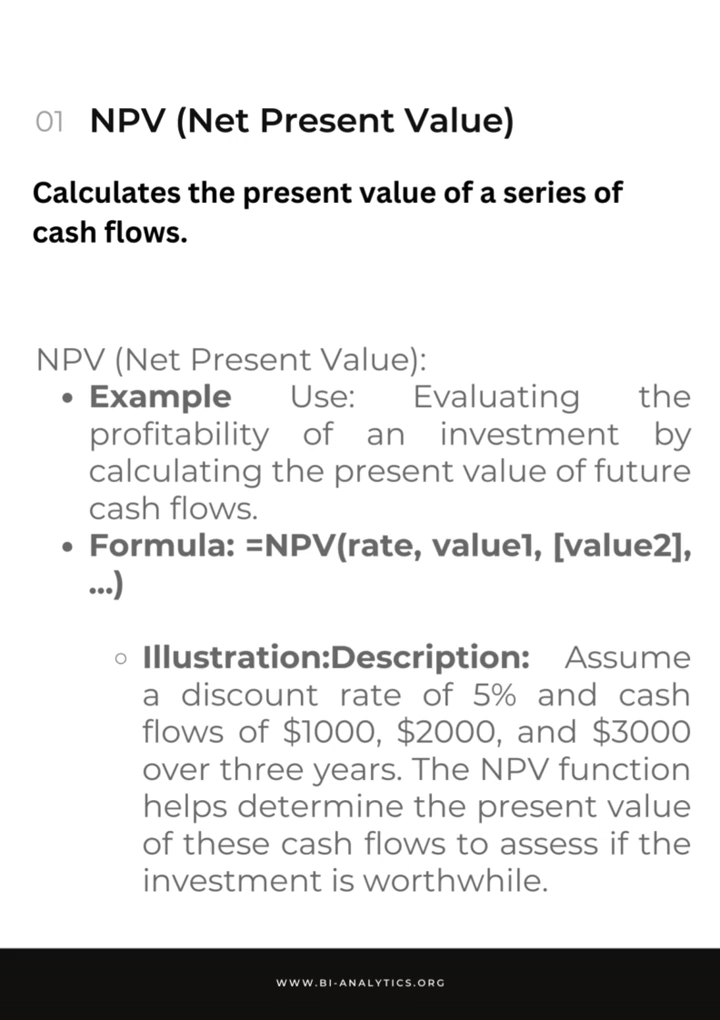 01 NPV (Net Present Value)
Calculates the present value of a series of
cash flows.
NPV (Net Present Value):
• Example Use: Evaluating the
profitability of an investment by
calculating the present value of future
cash flows.
• Formula: =NPV(rate, value1, [value2],
...)
○ Illustration:Description: Assume
a discount rate of 5% and cash
flows of $1000, $2000, and $3000
over three years. The NPV function
helps determine the present value
of these cash flows to assess if the
investment is worthwhile.
WWW.BI-ANALYTICS.ORG